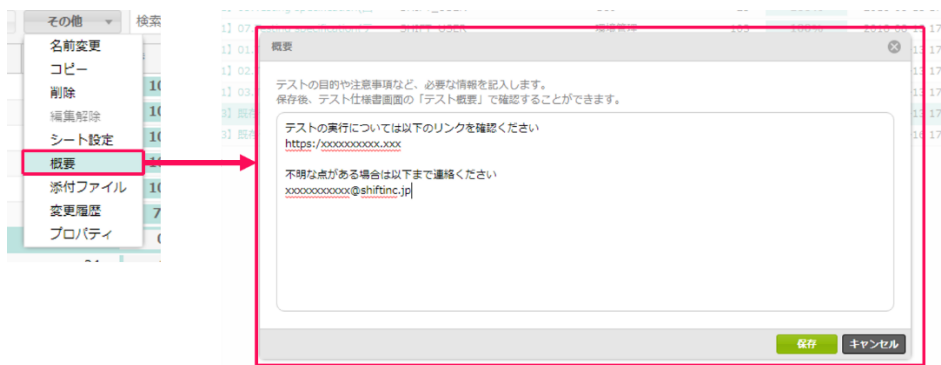 その他
検索
名前変更
コピー
削除
編集解除
シート設定
概要
添付ファイル
変更履歴
プロパティ
概要
テストの目的や注意事項など、必要な情報を記入します。
保存後、テスト仕様書画面の「テスト概要」で確認することができます。
テストの実行については以下のリンクを確認ください
https:/xxxxxxxxxx.xxx
不明な点がある場合は以下まで連絡ください
xxxxxxxxxxx@shiftinc.jp
保存
キャンセル